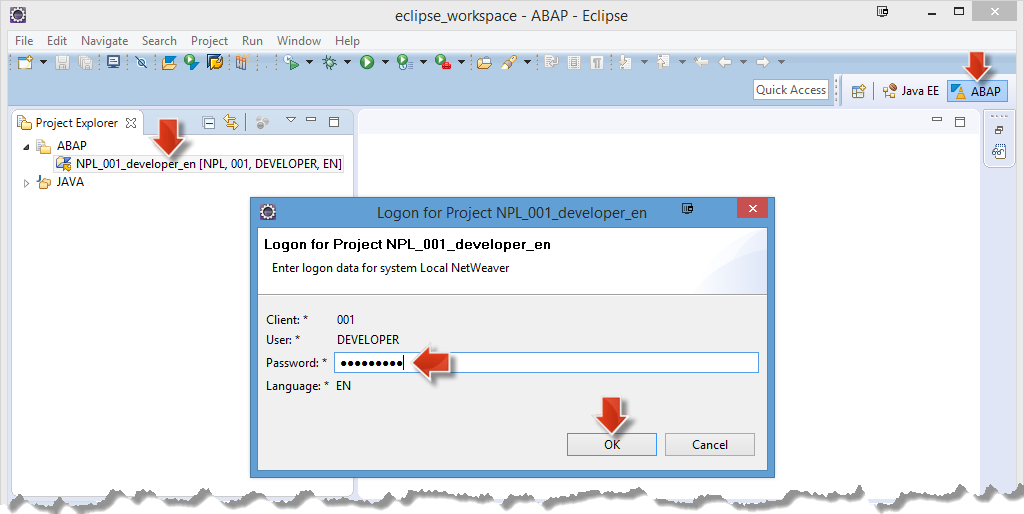 eclipse_workspace - ABAP - Eclipse
File Edit Navigate Search Project Run Window Help
Quick Access
Java EE
ABAP
Project Explorer
ABAP
NPL_001_developer_en [NPL, 001, DEVELOPER, EN]
JAVA
Logon for Project NPL_001_developer_en
Logon for Project NPL_001_developer_en
Enter logon data for system Local NetWeaver
Client: * 001
User: * DEVELOPER
Password: * ●●●●●●●●●
Language: * EN
OK Cancel